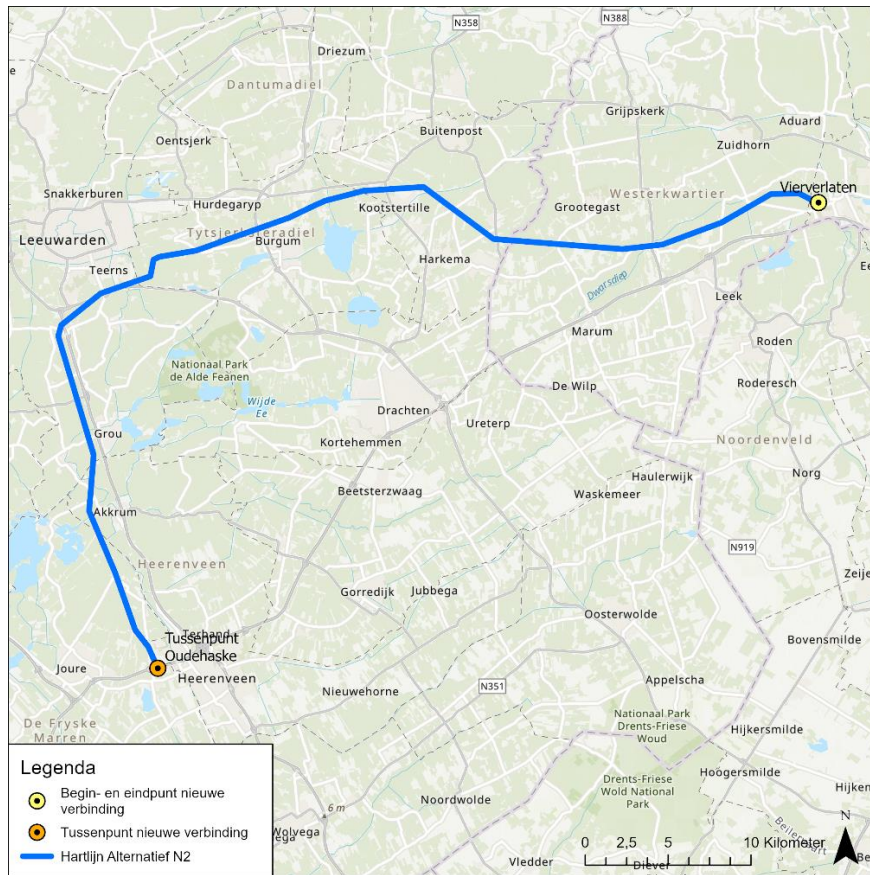 N358
N388
Driezum
Dantumadiel
Grijpskerk
Aduard
Buitenpost
Oentsjerk
Zuidhorn
Snakkerburen
Hurdegaryp
Kootstertille
Westerkwartier
Vierverlaten
Grootegast
Leeuwarden
Tytsjerksteradiel
Burgum
Teerns
Harkema
Dwarsdiep
Leek
Marum
Roden
Nationaal Park
de Alde Feanen
De Wilp
Roderesch
Wijde
Ee
Drachten
Ureterp
Grou
Kortehemmen
Noordenveld
Haulerwijk
Norg
Beetsterzwaag
Waskemeer
Akkrum
N919
Heerenveen
Gorredijk
Jubbega
Oosterwolde
Terband
Tussenpunt
Oudehaske
Bovensmilde
Joure
Heerenveen
Nieuwehorne
N351
Appelscha
De Fryske
Marren
Nationaal Park
Drents-Friese
Woud
Hijkersmilde
Hoogersmilde
Drents-Friese
Wold National
Park
Noordwolde
6 m
Vledder
Diever
Legenda
Begin- en eindpunt nieuwe
verbinding
Tussenpunt nieuwe verbinding
Hartlijn Alternatief N2
0 2,5 5 10 Kilometer
N